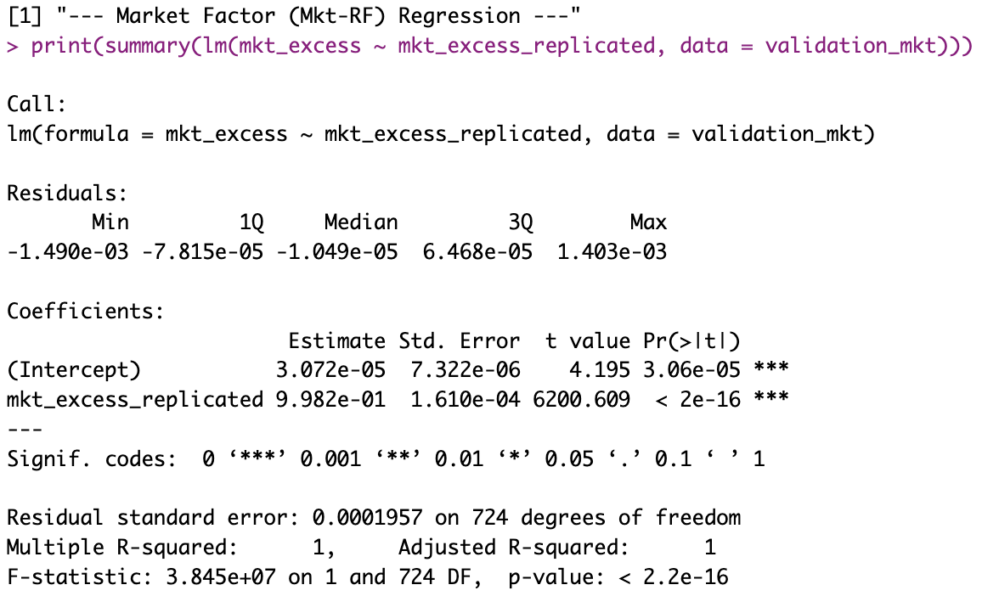 [1] "--- Market Factor (Mkt-RF) Regression ---"
> print(summary(lm(mkt_excess ~ mkt_excess_replicated, data = validation_mkt)))
Call:
lm(formula = mkt_excess ~ mkt_excess_replicated, data = validation_mkt)
Residuals:
Min 1Q Median 3Q Max
-1.490e-03 -7.815e-05 -1.049e-05 6.468e-05 1.403e-03
Coefficients:
Estimate Std. Error t value Pr(>|t|)
(Intercept) 3.072e-05 7.322e-06 4.195 3.06e-05 ***
mkt_excess_replicated 9.982e-01 1.610e-04 6200.609 < 2e-16 ***
---
Signif. codes: 0 ‘***’ 0.001 ‘**’ 0.01 ‘*’ 0.05 ‘.’ 0.1 ‘ ’ 1
Residual standard error: 0.0001957 on 724 degrees of freedom
Multiple R-squared: 1, Adjusted R-squared: 1
F-statistic: 3.845e+07 on 1 and 724 DF, p-value: < 2.2e-16